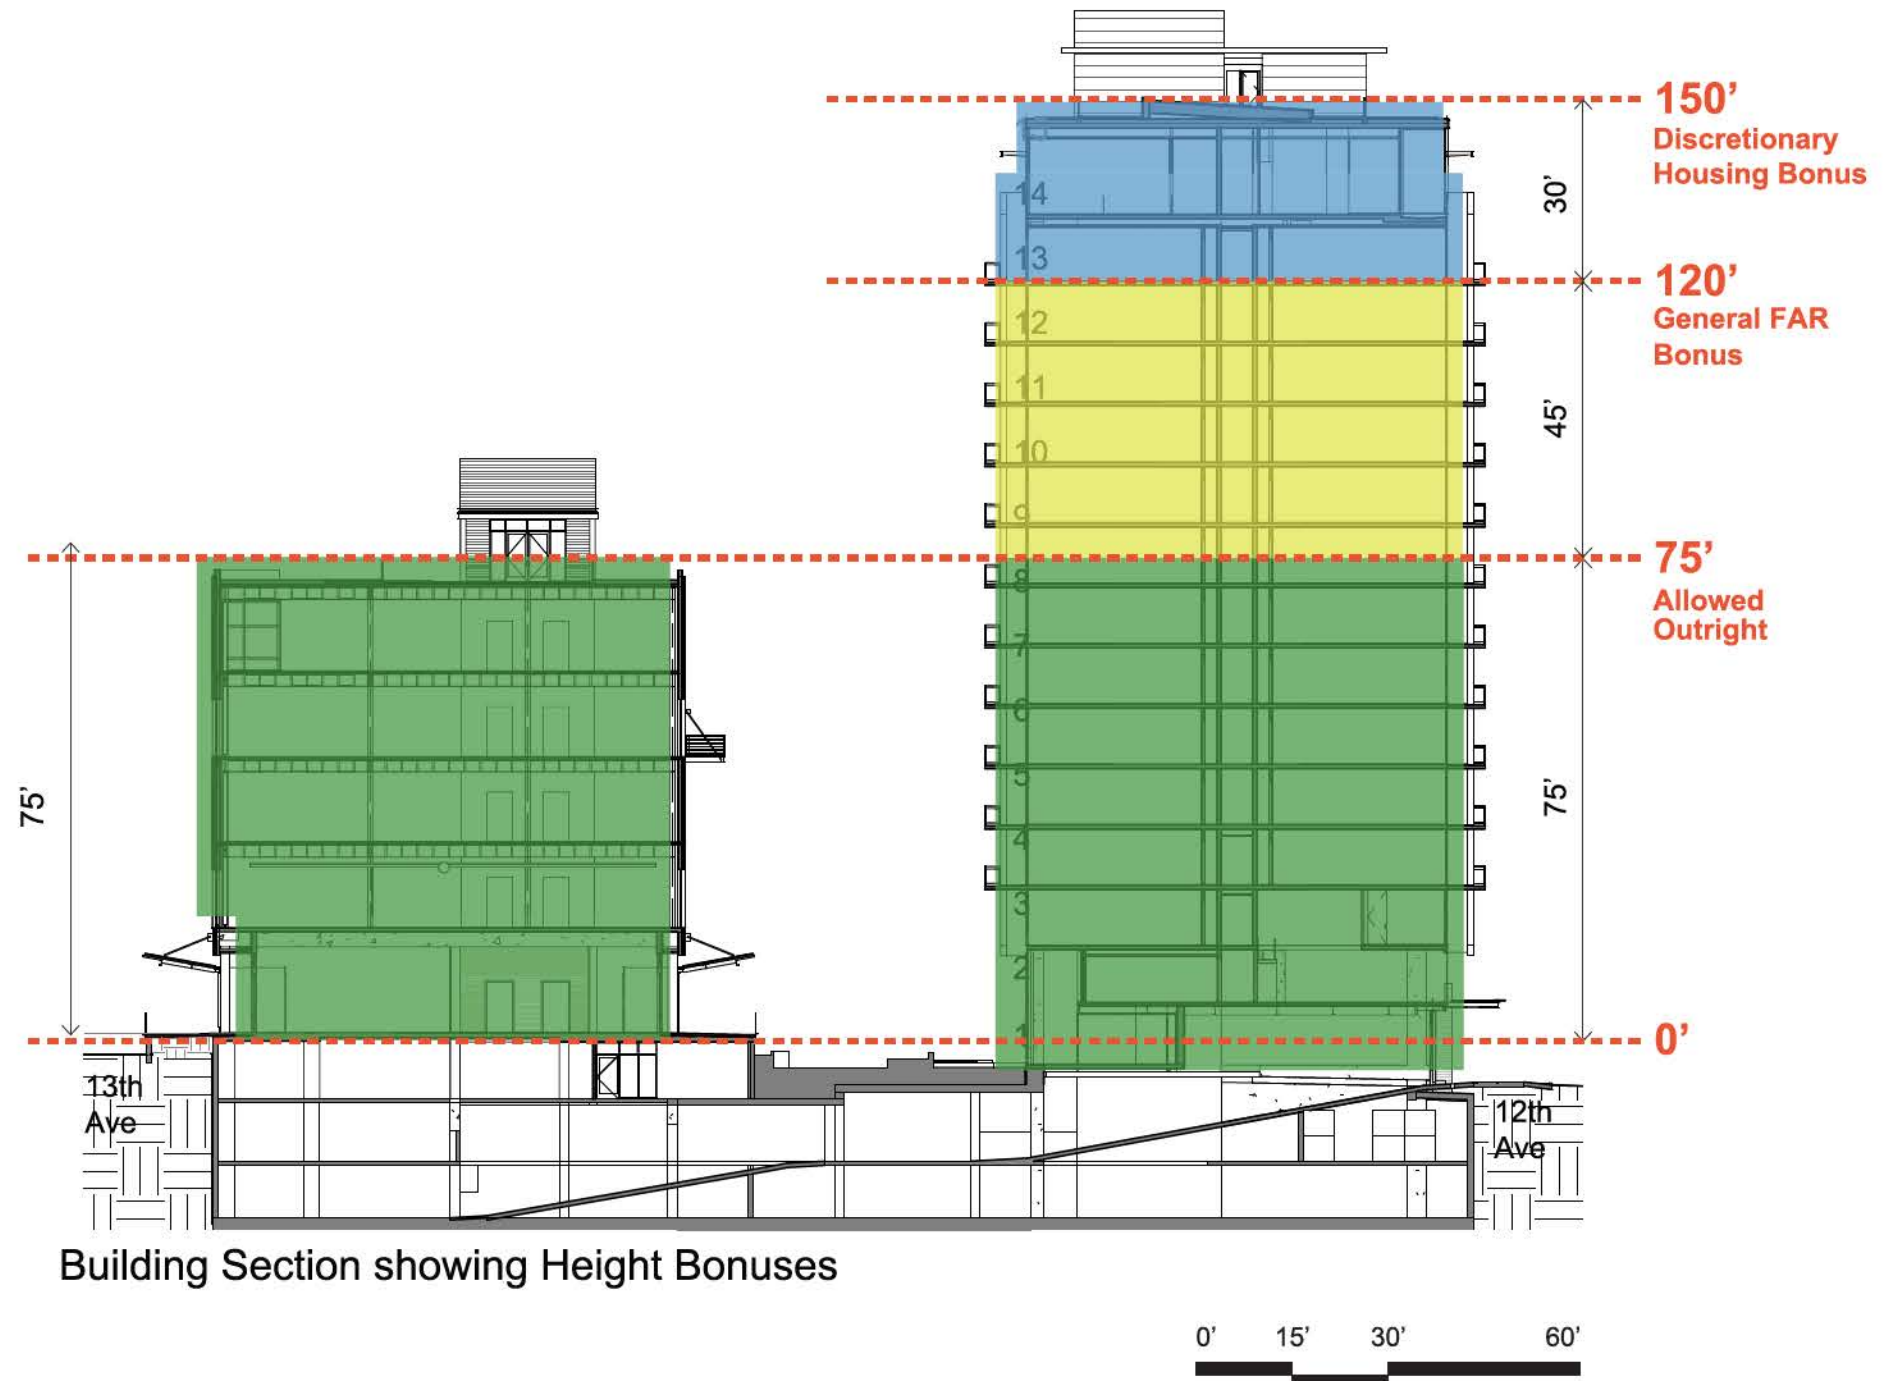 150’
Discretionary
Housing Bonus
30’
14
13
120’
General FAR
Bonus
12
11
45’
10
9
75’
Allowed
Outright
8
7
6
75’
75’
5
4
3
2
1
0’
13th
Ave
12th
Ave
Building Section showing Height Bonuses
0’ 15’ 30’ 60’